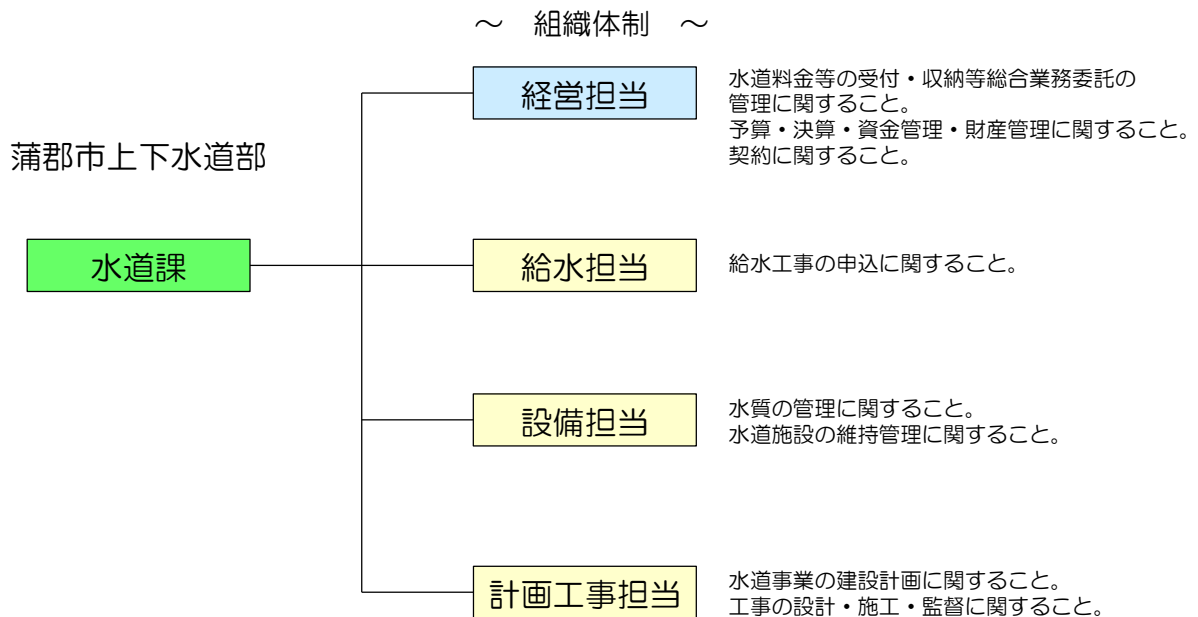 ～ 組織体制 ～
蒲郡市上下水道部
水道課
経営担当
水道料金等の受付・収納等総合業務委託の
管理に関すること。
予算・決算・資金管理・財産管理に関すること。
契約に関すること。
給水担当
給水工事の申込に関すること。
設備担当
水質の管理に関すること。
水道施設の維持管理に関すること。
計画工事担当
水道事業の建設計画に関すること。
工事の設計・施工・監督に関すること。